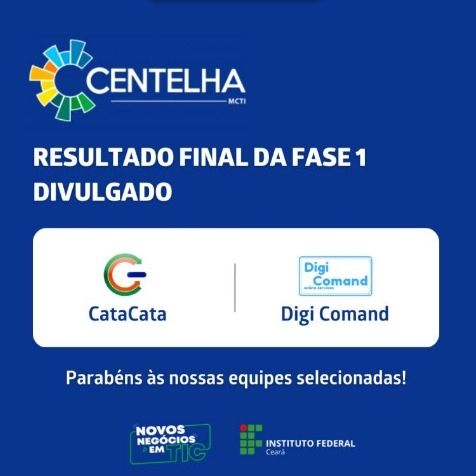 CENTELHA
MCTI
RESULTADO FINAL DA FASE 1
DIVULGADO
Digi
Comand
online services
CataCata
Digi Comand
Parabéns às nossas equipes selecionadas!
NOVOS
NEGÓCIOS
EM TIC
INSTITUTO FEDERAL
Ceará